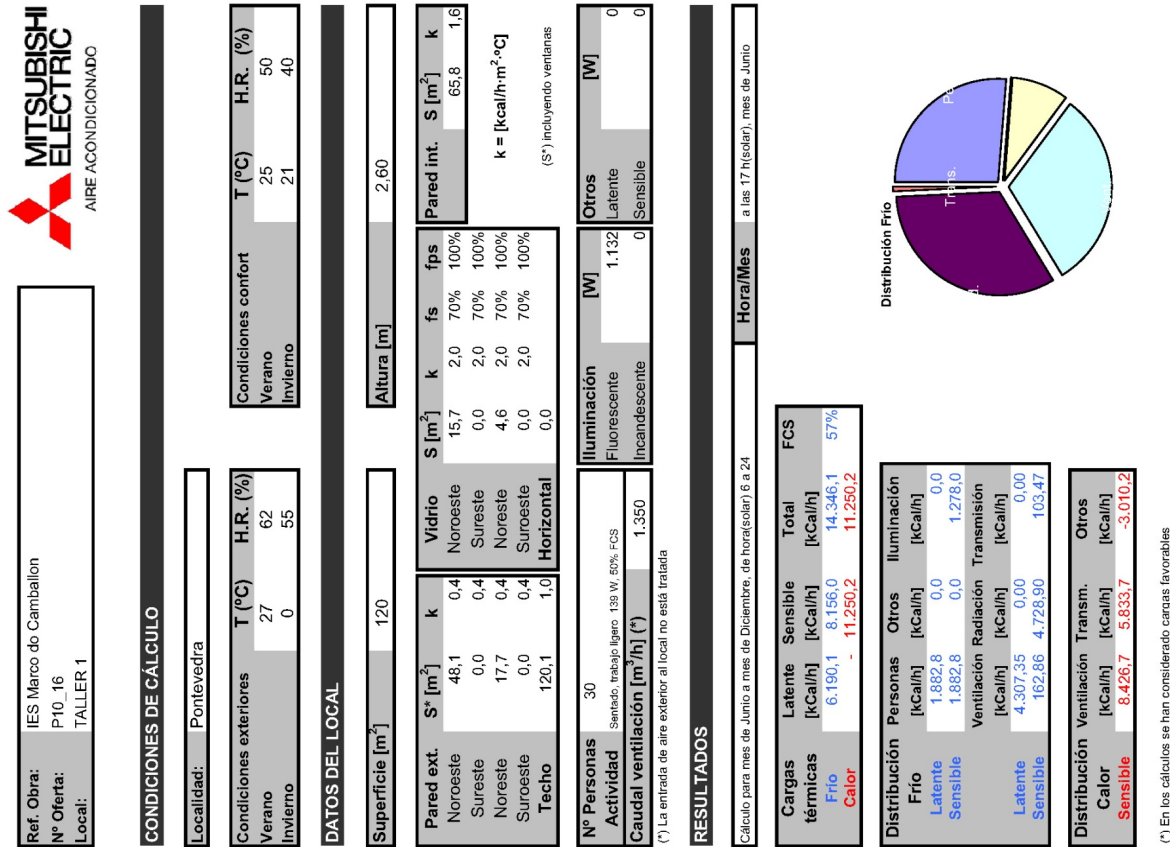 MITSUBISHI
ELECTRIC
AIRE ACONDICIONADO
Ref. Obra: IES Marco do Camballon
Nº Oferta: P10_16
Local: TALLER 1
CONDICIONES DE CÁLCULO
Localidad: Pontevedra
Condiciones exteriores T (ºC) H.R. (%)
Verano 27 62
Invierno 0 55
Condiciones confort T (ºC) H.R. (%)
Verano 25 50
Invierno 21 40
DATOS DEL LOCAL
Superficie [m²] 120
Altura [m] 2,60
Pared ext. S* [m²] k
Noroeste 48,1 0,4
Sureste 0,0 0,4
Noreste 17,7 0,4
Suroeste 0,0 0,4
Techo 120,1 1,0
Vidrio S [m²] k fs fps
Noroeste 15,7 2,0 70% 100%
Sureste 0,0 2,0 70% 100%
Noreste 4,6 2,0 70% 100%
Suroeste 0,0 2,0 70% 100%
Horizontal 0,0
Pared int. S [m²] k
65,8 1,6
k = [kcal/h·m²·ºC]
(S*) incluyendo ventanas
Nº Personas 30
Actividad Sentado, trabajo ligero 139 W, 50% FCS
Caudal ventilación [m³/h] (*) 1.350
(*) La entrada de aire exterior al local no está tratada
Iluminación [W]
Fluorescente 1.132
Incandescente 0
Otros [W]
Latente 0
Sensible 0
RESULTADOS
Cálculo para mes de Junio a mes de Diciembre, de hora(solar) 6 a 24
Hora/Mes a las 17 h(solar), mes de Junio
Cargas térmicas Latente [kCal/h] Sensible [kCal/h] Total [kCal/h] FCS
Frío 6.190,1 8.156,0 14.346,1 57%
Calor - 11.250,2 11.250,2
Distribución Frío Personas [kCal/h] Otros [kCal/h] Iluminación [kCal/h]
Latente 1.882,8 0,0 0,0
Sensible 1.882,8 0,0 1.278,0
Ventilación [kCal/h] Radiación [kCal/h] Transmisión [kCal/h]
Latente 4.307,35 0,00 0,00
Sensible 162,86 4.728,90 103,47
Distribución Calor Ventilación [kCal/h] Transm. [kCal/h] Otros [kCal/h]
Sensible 8.426,7 5.833,7 -3.010,2
(*) En los cálculos se han considerado cargas favorables
Distribución Frío
Trans.